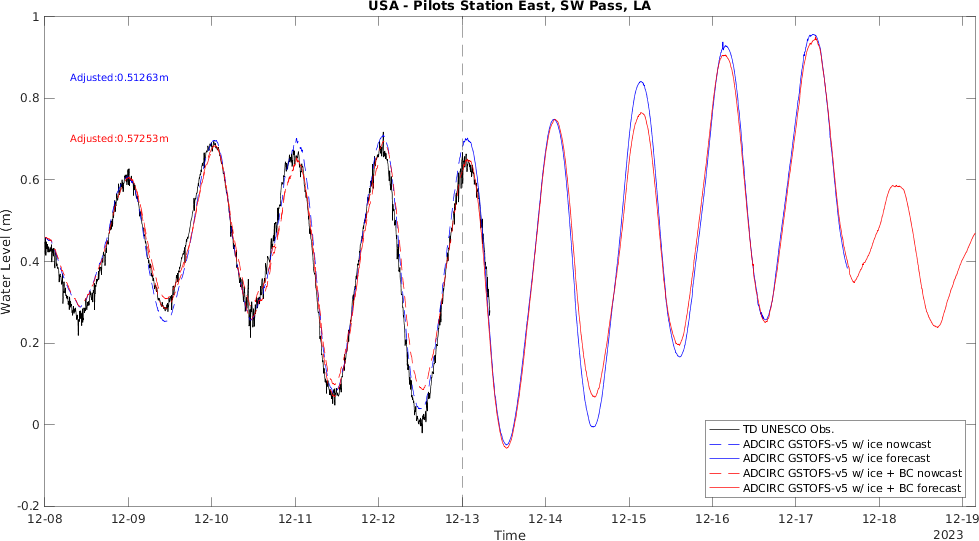 USA - Pilots Station East, SW Pass, LA
1
Adjusted:0.51263m
0.8
Adjusted:0.57253m
0.6
Water Level (m)
0.4
0.2
0
-0.2
TD UNESCO Obs.
ADCIRC GSTOFS-v5 w/ ice nowcast
ADCIRC GSTOFS-v5 w/ ice forecast
ADCIRC GSTOFS-v5 w/ ice + BC nowcast
ADCIRC GSTOFS-v5 w/ ice + BC forecast
12-08 12-09 12-10 12-11 12-12 12-13 12-14 12-15 12-16 12-17 12-18 12-19
Time
2023